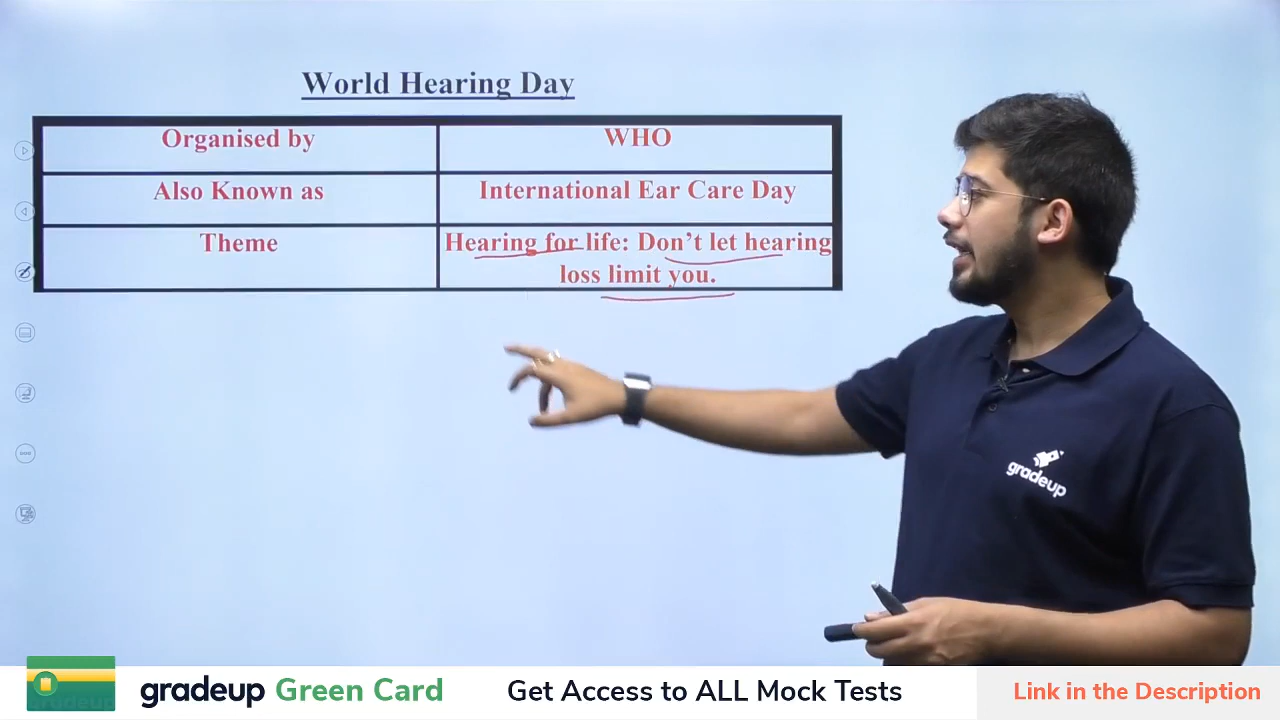 World Hearing Day
Organised by
WHO
Also Known as
International Ear Care Day
Theme
Hearing for life: Don’t let hearing
loss limit you.
gradeup
gradeup Green Card
Get Access to ALL Mock Tests
Link in the Description
gradeup